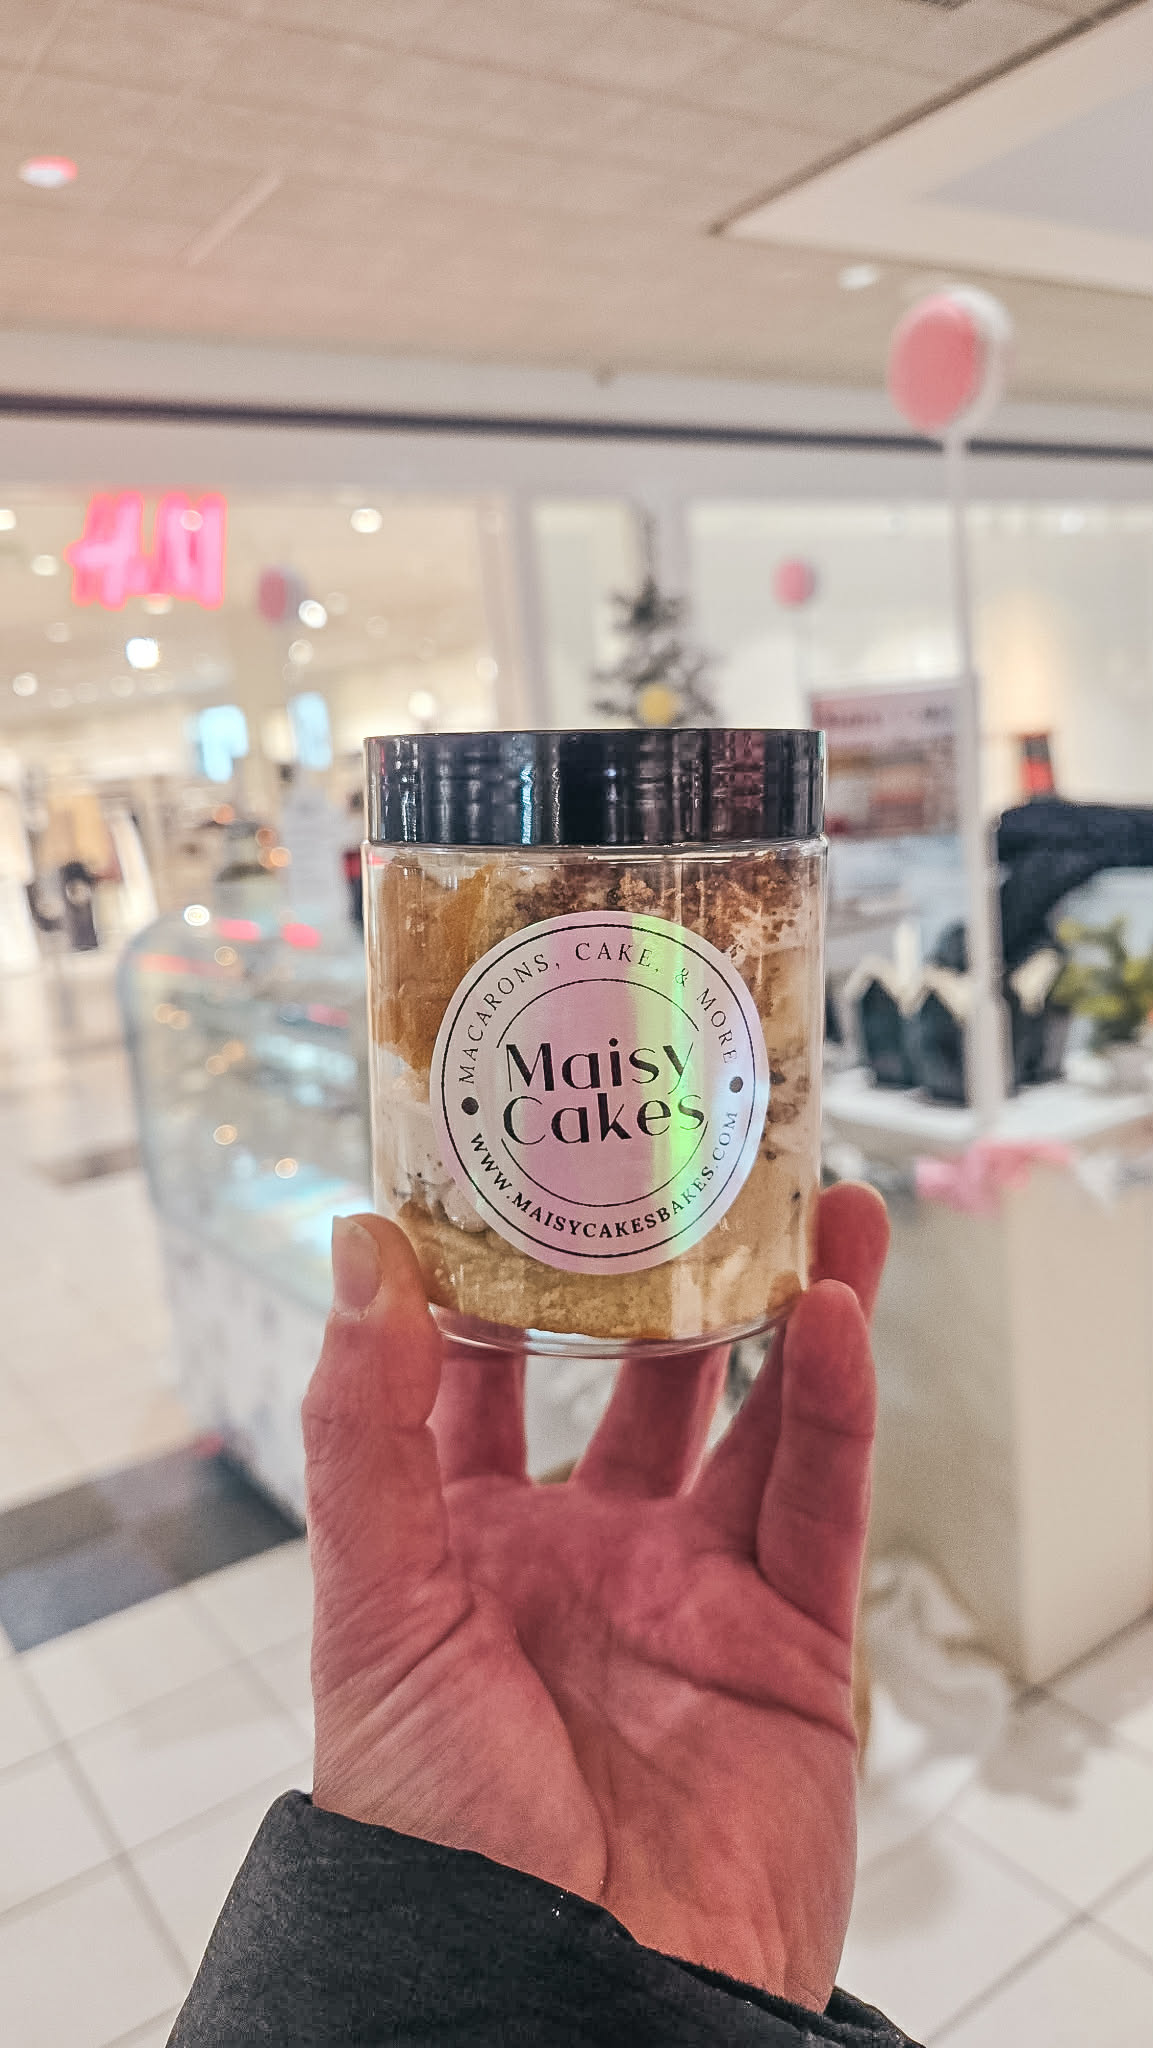 H&M
MACARONS, CAKE, & MORE
Maisy
Cakes
WWW.MAISYCAKESBAKES.COM